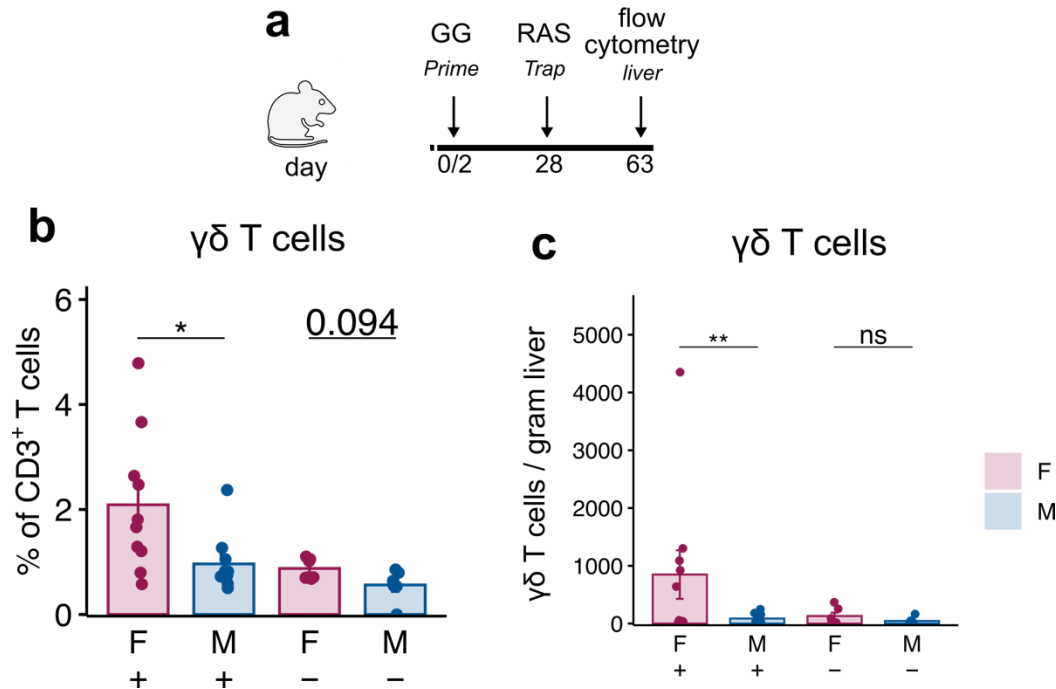 a
GG
Prime
RAS
Trap
flow
cytometry
liver
day
0/2 28 63
b
γδ T cells
% of CD3⁺ T cells
6
4
2
0
*
0.094
F M F M
+ + – –
c
γδ T cells
γδ T cells / gram liver
5000
4000
3000
2000
1000
0
**
ns
F M F M
+ + – –
F
M